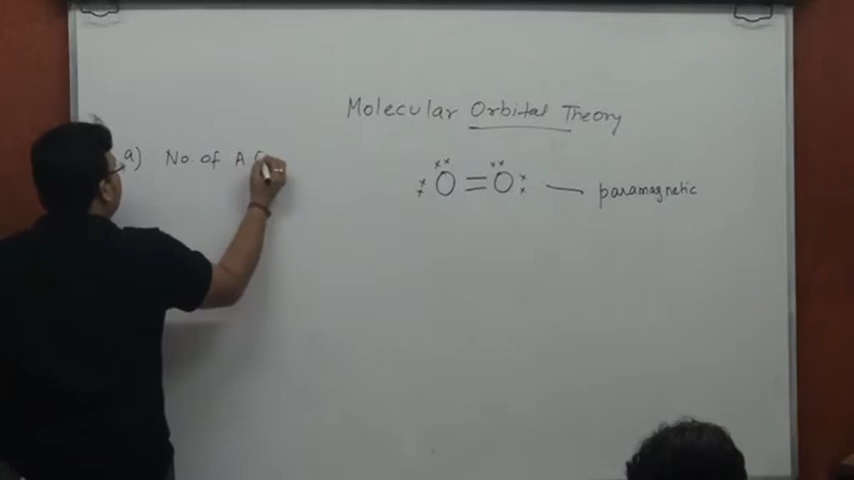 Molecular Orbital Theory
a) No. of A
O = O — paramagnetic